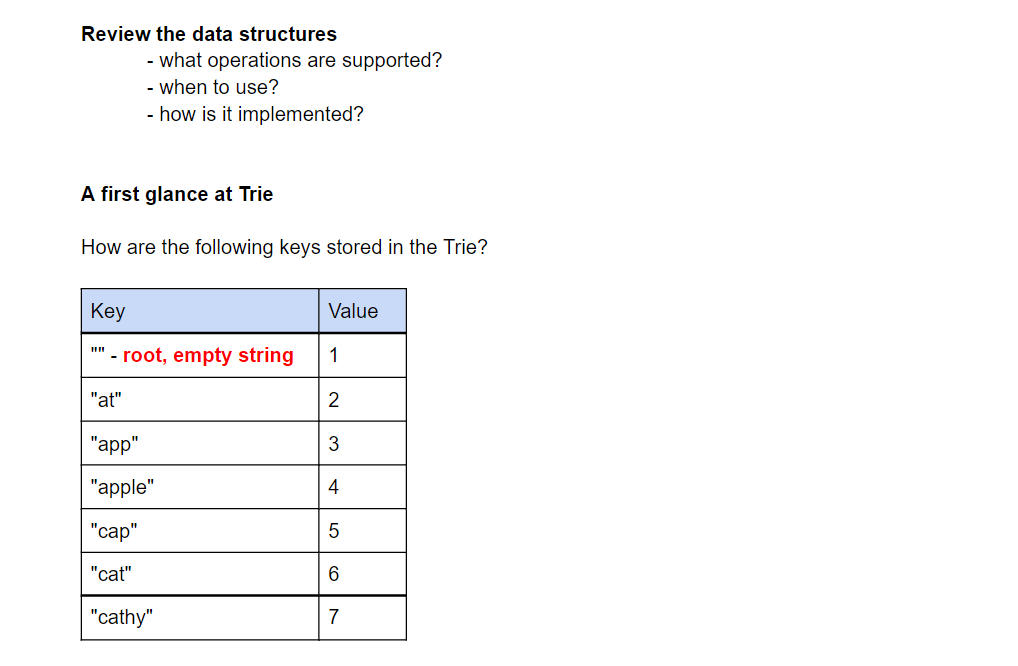 Review the data structures
- what operations are supported?
- when to use?
- how is it implemented?
A first glance at Trie
How are the following keys stored in the Trie?
Key Value
"" - root, empty string 1
"at" 2
"app" 3
"apple" 4
"cap" 5
"cat" 6
"cathy" 7